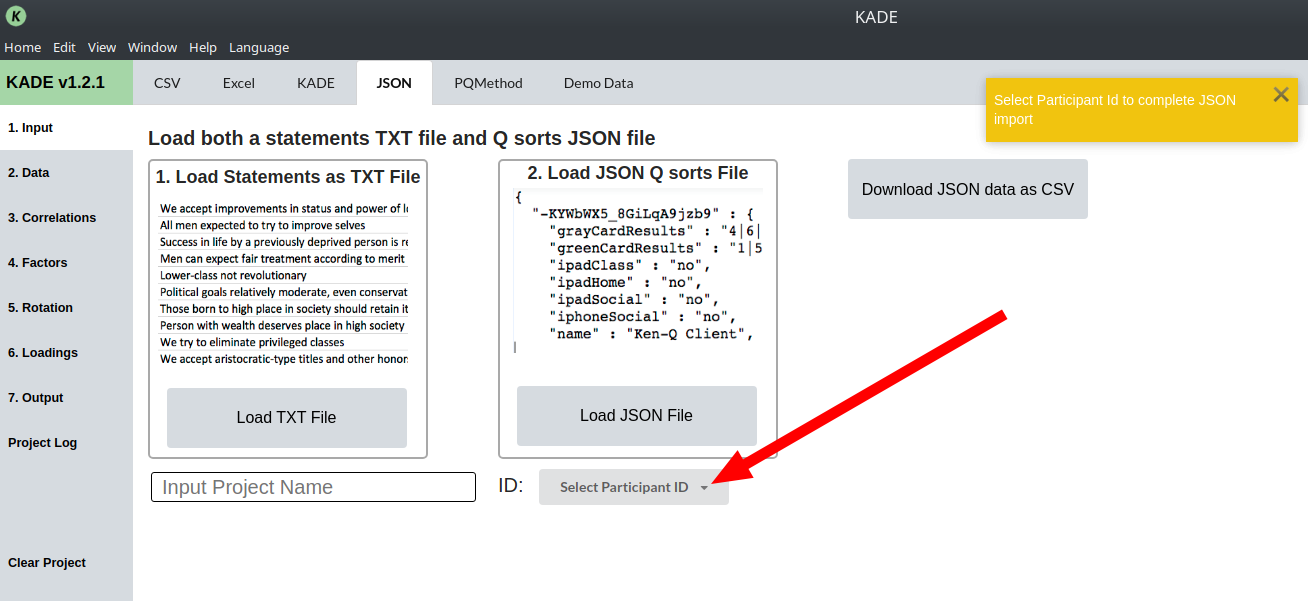 K
KADE
Home Edit View Window Help Language
KADE v1.2.1
CSV Excel KADE JSON PQMethod Demo Data
Select Participant Id to complete JSON
import
1. Input
2. Data
3. Correlations
4. Factors
5. Rotation
6. Loadings
7. Output
Project Log
Clear Project
Load both a statements TXT file and Q sorts JSON file
1. Load Statements as TXT File
We accept improvements in status and power of
All men expected to try to improve selves
Success in life by a previously deprived person is
Men can expect fair treatment according to merit
Lower-class not revolutionary
Political goals relatively moderate, even conservat
Those born to high place in society should retain it
Person with wealth deserves place in high society
We try to eliminate privileged classes
We accept aristocratic-type titles and other honor
Load TXT File
2. Load JSON Q sorts File
{
"-KYWbWX5_8GiLqA9jzb9" : {
"grayCardResults" : "4|6|
"greenCardResults" : "1|5
"ipadClass" : "no",
"ipadHome" : "no",
"ipadSocial" : "no",
"iphoneSocial" : "no",
"name" : "Ken-Q Client",
Load JSON File
Download JSON data as CSV
Input Project Name
ID: Select Participant ID